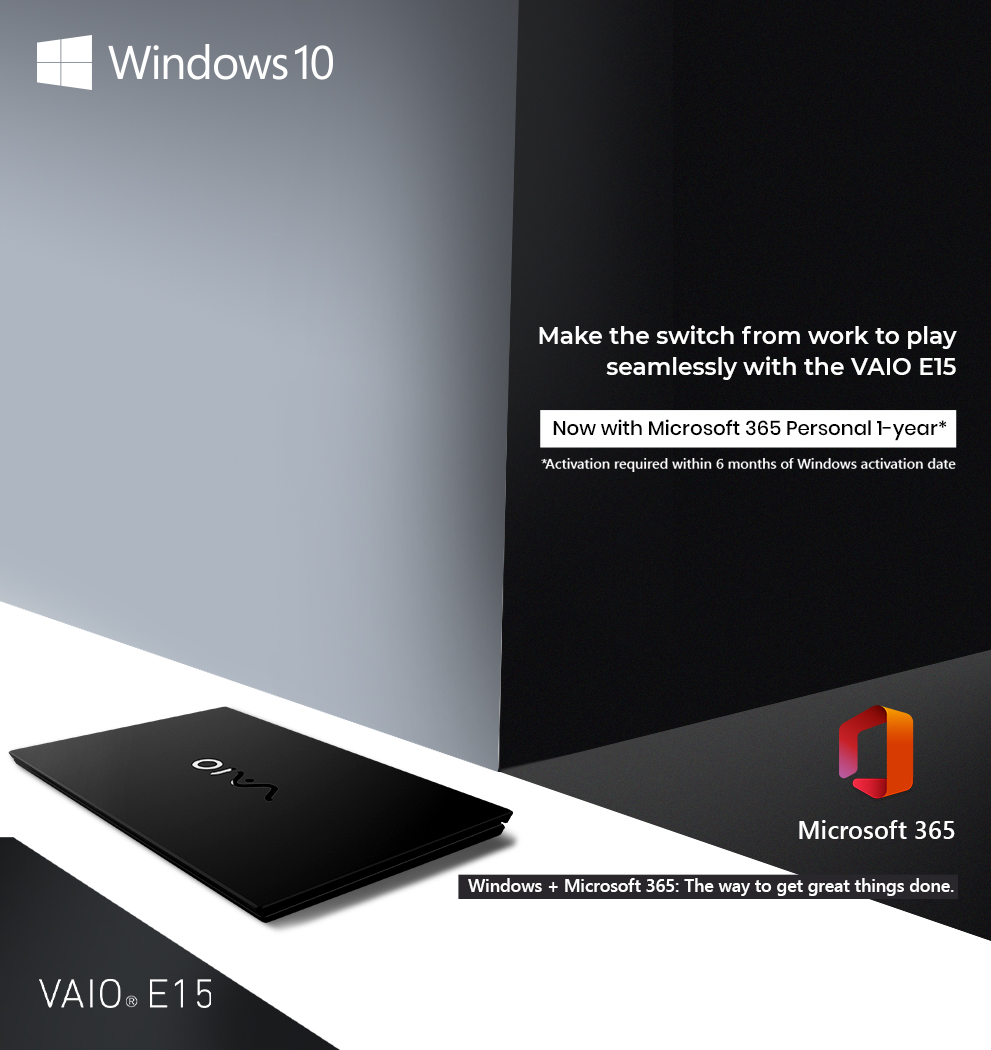 Windows 10
Make the switch from work to play
seamlessly with the VAIO E15
Now with Microsoft 365 Personal 1-year*
*Activation required within 6 months of Windows activation date
VAIO
Microsoft 365
Windows + Microsoft 365: The way to get great things done.
VAIO® E15